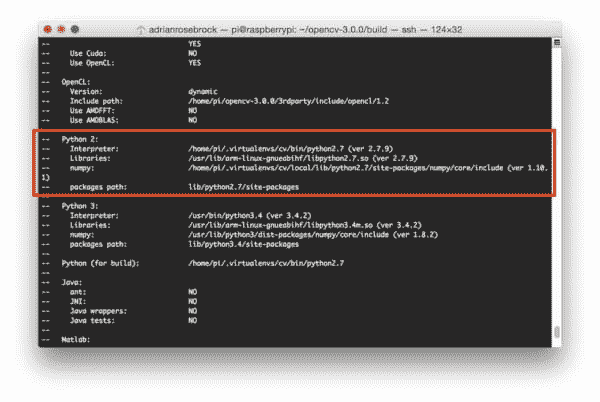 adrianrosebrock — pi@raspberrypi: ~/opencv-3.0.0/build — ssh — 124x32
--                                    YES
--   Use Cuda:                        NO
--   Use OpenCL:                      YES
--
--   OpenCL:
--     Version:                       dynamic
--     Include path:                  /home/pi/opencv-3.0.0/3rdparty/include/opencl/1.2
--     Use AMDFFT:                    NO
--     Use AMDBLAS:                   NO
--
--   Python 2:
--     Interpreter:                   /home/pi/.virtualenvs/cv/bin/python2.7 (ver 2.7.9)
--     Libraries:                     /usr/lib/arm-linux-gnueabihf/libpython2.7.so (ver 2.7.9)
--     numpy:                         /home/pi/.virtualenvs/cv/local/lib/python2.7/site-packages/numpy/core/include (ver 1.10.
1)
--     packages path:                 lib/python2.7/site-packages
--
--   Python 3:
--     Interpreter:                   /usr/bin/python3.4 (ver 3.4.2)
--     Libraries:                     /usr/lib/arm-linux-gnueabihf/libpython3.4m.so (ver 3.4.2)
--     numpy:                         /usr/lib/python3/dist-packages/numpy/core/include (ver 1.8.2)
--     packages path:                 lib/python3.4/site-packages
--
--   Python (for build):              /home/pi/.virtualenvs/cv/bin/python2.7
--
--   Java:
--     ant:                           NO
--     JNI:                           NO
--     Java wrappers:                 NO
--     Java tests:                    NO
--
--   Matlab: